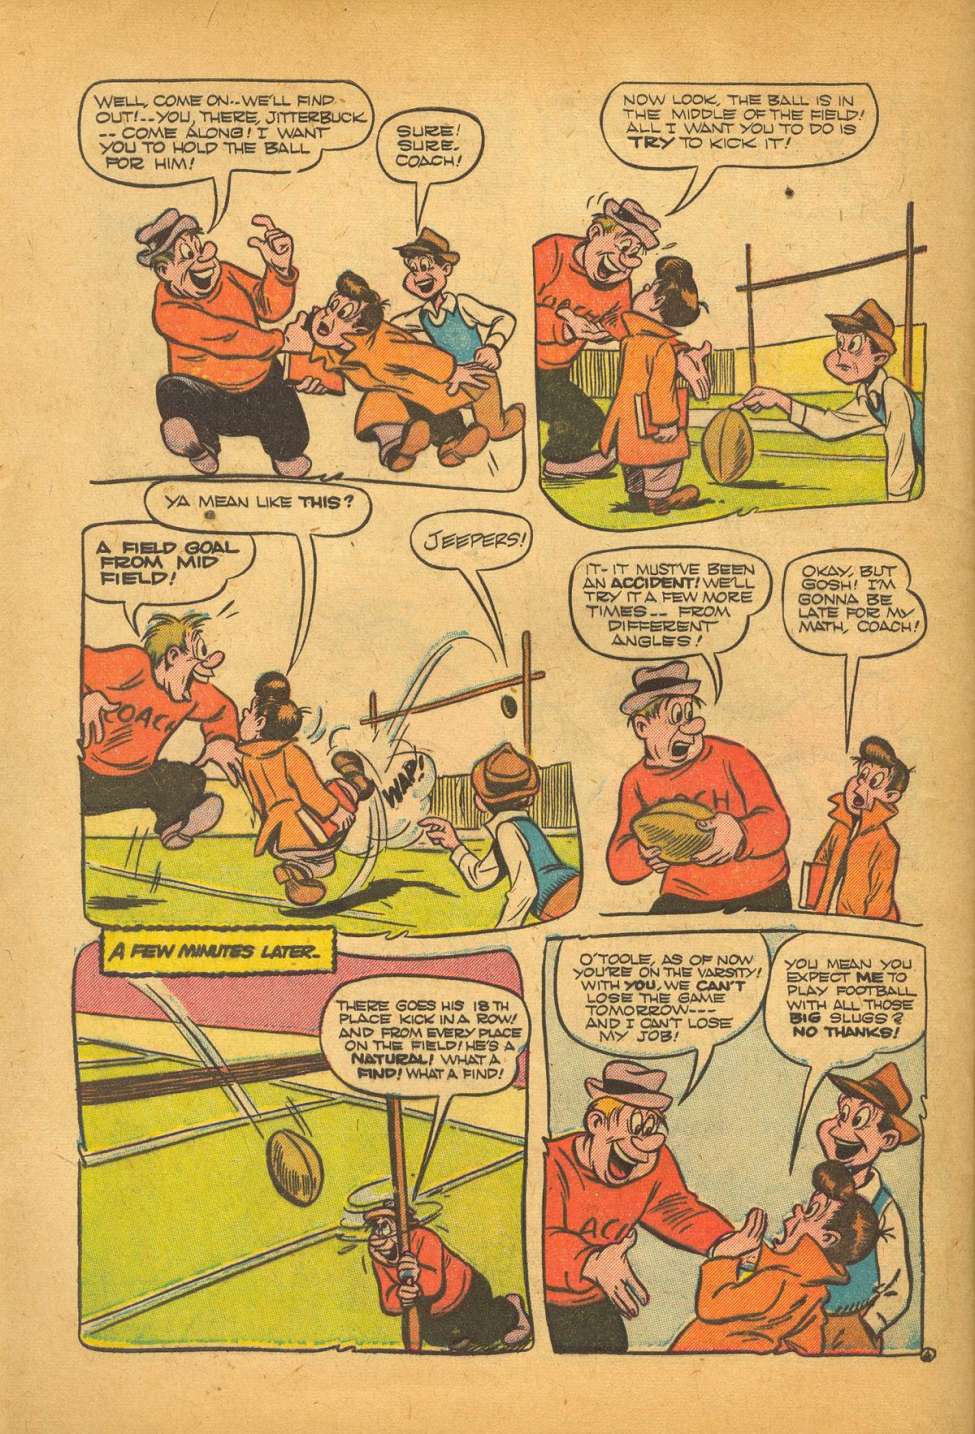 WELL, COME ON--WE'LL FIND
OUT!--YOU, THERE, JITTERBUCK
-- COME ALONG! I WANT
YOU TO HOLD THE BALL
FOR HIM!
SURE!
SURE,
COACH!
NOW LOOK, THE BALL IS IN
THE MIDDLE OF THE FIELD!
ALL I WANT YOU TO DO IS
TRY TO KICK IT!
COACH
YA MEAN LIKE THIS?
A FIELD GOAL
FROM MID
FIELD!
JEEPERS!
COACH
WAP!
IT- IT MUST'VE BEEN
AN ACCIDENT! WE'LL
TRY IT A FEW MORE
TIMES-- FROM
DIFFERENT
ANGLES!
OKAY, BUT
GOSH! I'M
GONNA BE
LATE FOR MY
MATH, COACH!
A FEW MINUTES LATER--
THERE GOES HIS 18TH
PLACE KICK IN A ROW!
AND FROM EVERY PLACE
ON THE FIELD! HE'S A
NATURAL! WHAT A
FIND! WHAT A FIND!
O'TOOLE, AS OF NOW
YOU'RE ON THE VARSITY!
WITH YOU, WE CAN'T
LOSE THE GAME
TOMORROW---
AND I CAN'T LOSE
MY JOB!
YOU MEAN YOU
EXPECT ME TO
PLAY FOOTBALL
WITH ALL THOSE
BIG SLUGS?
NO THANKS!